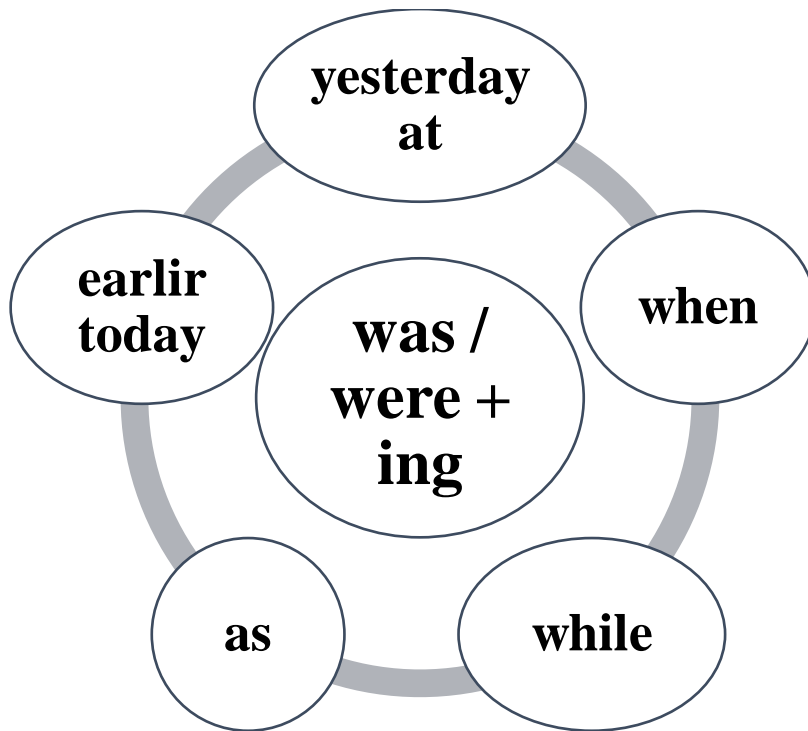 yesterday
at
earlir
today
when
was /
were +
ing
as
while